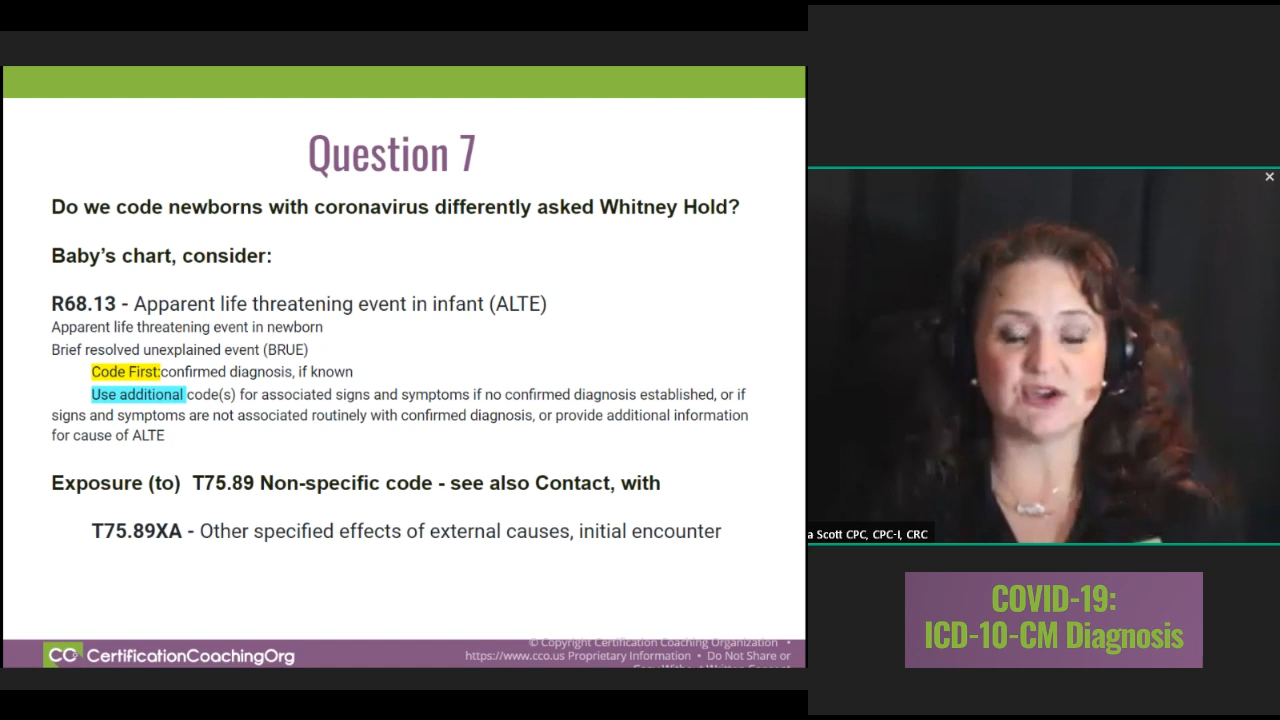 Question 7
Do we code newborns with coronavirus differently asked Whitney Hold?
Baby's chart, consider:
R68.13 - Apparent life threatening event in infant (ALTE)
Apparent life threatening event in newborn
Brief resolved unexplained event (BRUE)
Code First:confirmed diagnosis, if known
Use additional code(s) for associated signs and symptoms if no confirmed diagnosis established, or if
signs and symptoms are not associated routinely with confirmed diagnosis, or provide additional information
for cause of ALTE
Exposure (to) T75.89 Non-specific code - see also Contact, with
T75.89XA - Other specified effects of external causes, initial encounter
CC CertificationCoachingOrg
© Copyright Certification Coaching Organization •
https://www.cco.us Proprietary Information • Do Not Share or
a Scott CPC, CPC-I, CRC
COVID-19:
ICD-10-CM Diagnosis